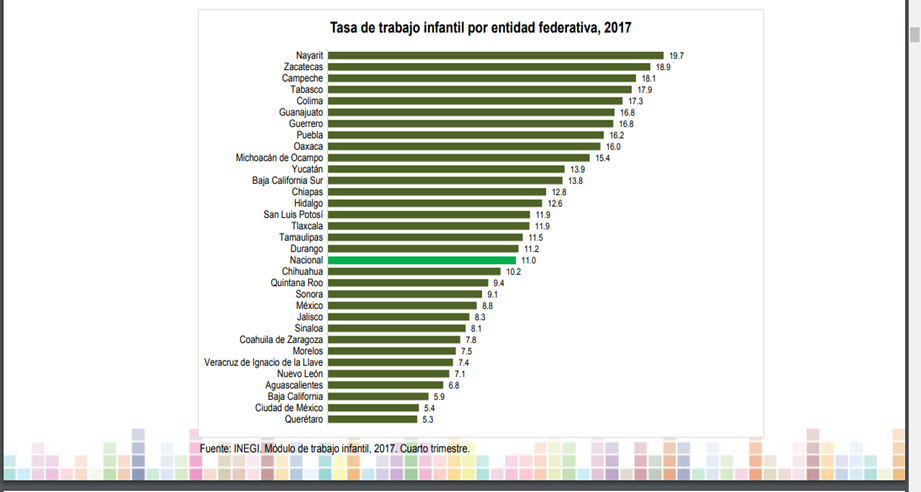 Tasa de trabajo infantil por entidad federativa, 2017
Nayarit 19.7
Zacatecas 18.9
Campeche 18.1
Tabasco 17.9
Colima 17.3
Guanajuato 16.8
Guerrero 16.8
Puebla 16.2
Oaxaca 16.0
Michoacán de Ocampo 15.4
Yucatán 13.9
Baja California Sur 13.8
Chiapas 12.8
Hidalgo 12.6
San Luis Potosí 11.9
Tlaxcala 11.9
Tamaulipas 11.5
Durango 11.2
Nacional 11.0
Chihuahua 10.2
Quintana Roo 9.4
Sonora 9.1
México 8.8
Jalisco 8.3
Sinaloa 8.1
Coahuila de Zaragoza 7.8
Morelos 7.5
Veracruz de Ignacio de la Llave 7.4
Nuevo León 7.1
Aguascalientes 6.8
Baja California 5.9
Ciudad de México 5.4
Querétaro 5.3
Fuente: INEGI. Módulo de trabajo infantil, 2017. Cuarto trimestre.